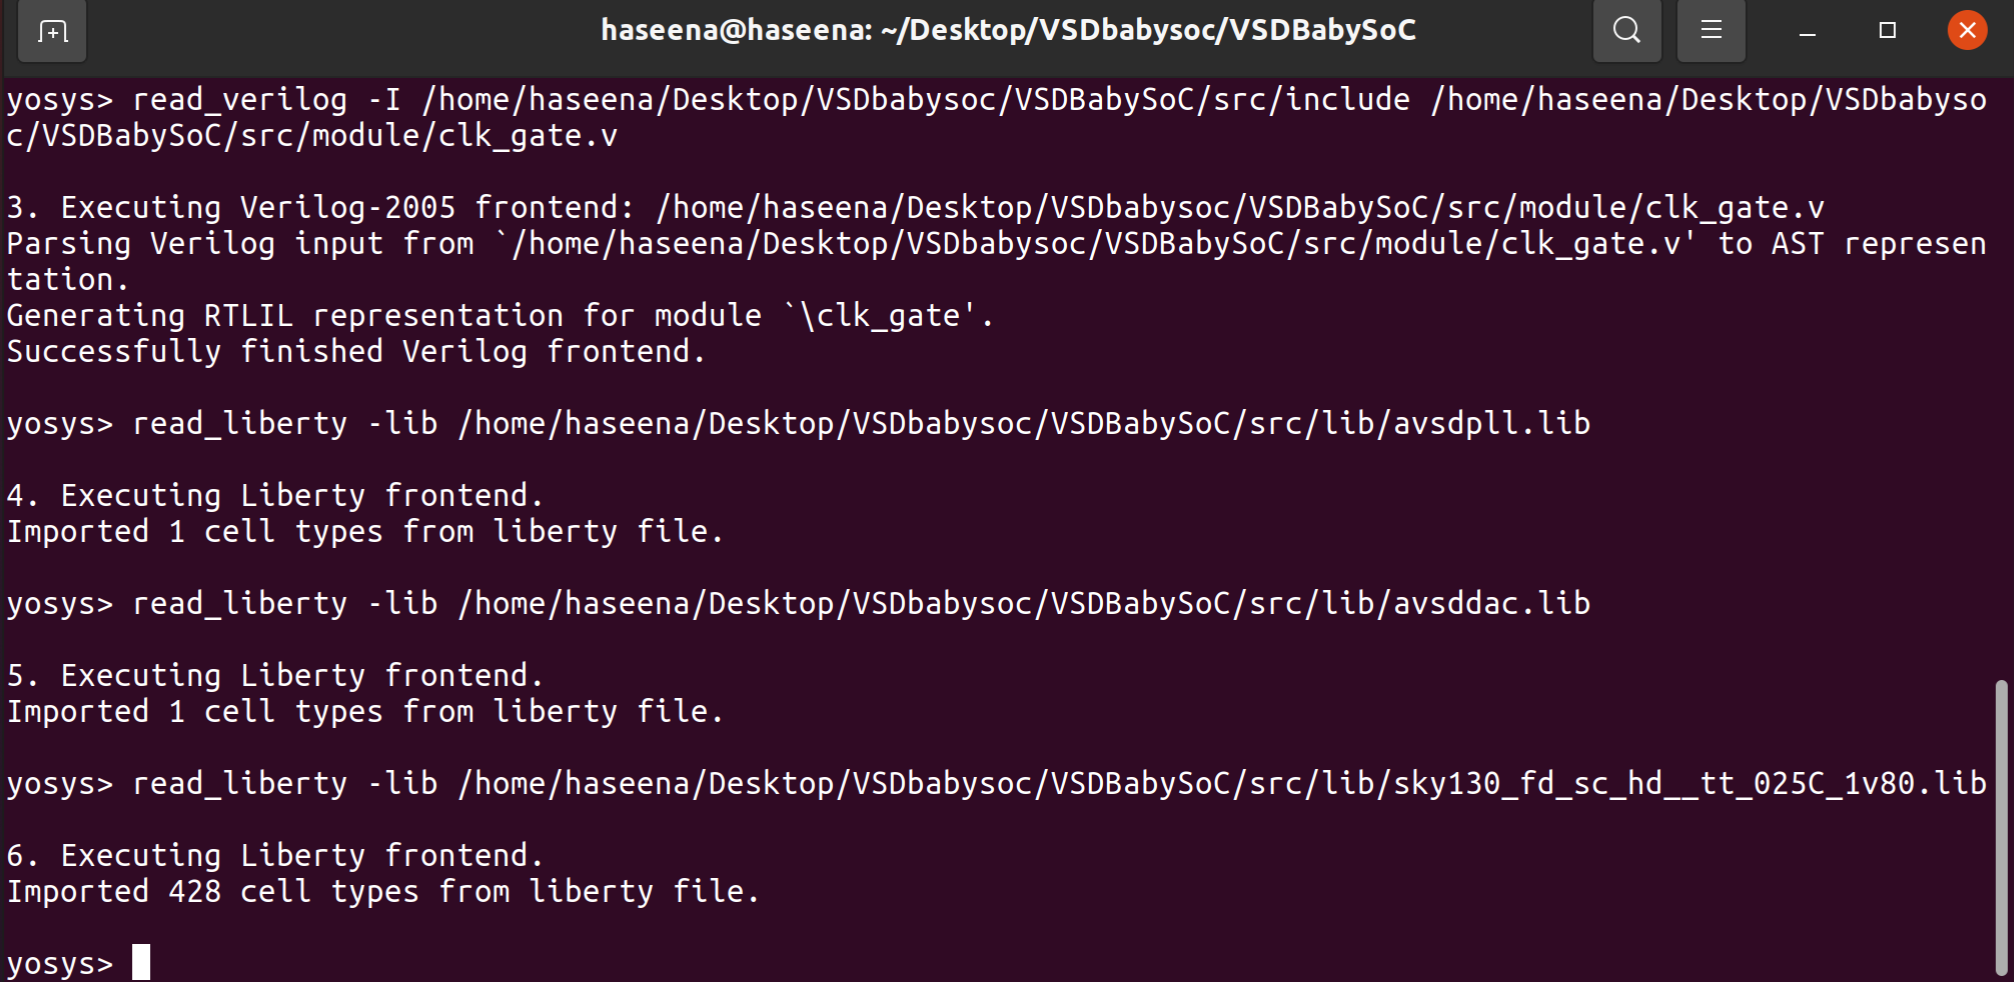 haseena@haseena: ~/Desktop/VSDbabysoc/VSDBabySoC
yosys> read_verilog -I /home/haseena/Desktop/VSDbabysoc/VSDBabySoC/src/include /home/haseena/Desktop/VSDbabyso
c/VSDBabySoC/src/module/clk_gate.v
3. Executing Verilog-2005 frontend: /home/haseena/Desktop/VSDbabysoc/VSDBabySoC/src/module/clk_gate.v
Parsing Verilog input from `/home/haseena/Desktop/VSDbabysoc/VSDBabySoC/src/module/clk_gate.v' to AST represen
tation.
Generating RTLIL representation for module `\clk_gate'.
Successfully finished Verilog frontend.
yosys> read_liberty -lib /home/haseena/Desktop/VSDbabysoc/VSDBabySoC/src/lib/avsdpll.lib
4. Executing Liberty frontend.
Imported 1 cell types from liberty file.
yosys> read_liberty -lib /home/haseena/Desktop/VSDbabysoc/VSDBabySoC/src/lib/avsddac.lib
5. Executing Liberty frontend.
Imported 1 cell types from liberty file.
yosys> read_liberty -lib /home/haseena/Desktop/VSDbabysoc/VSDBabySoC/src/lib/sky130_fd_sc_hd__tt_025C_1v80.lib
6. Executing Liberty frontend.
Imported 428 cell types from liberty file.
yosys>